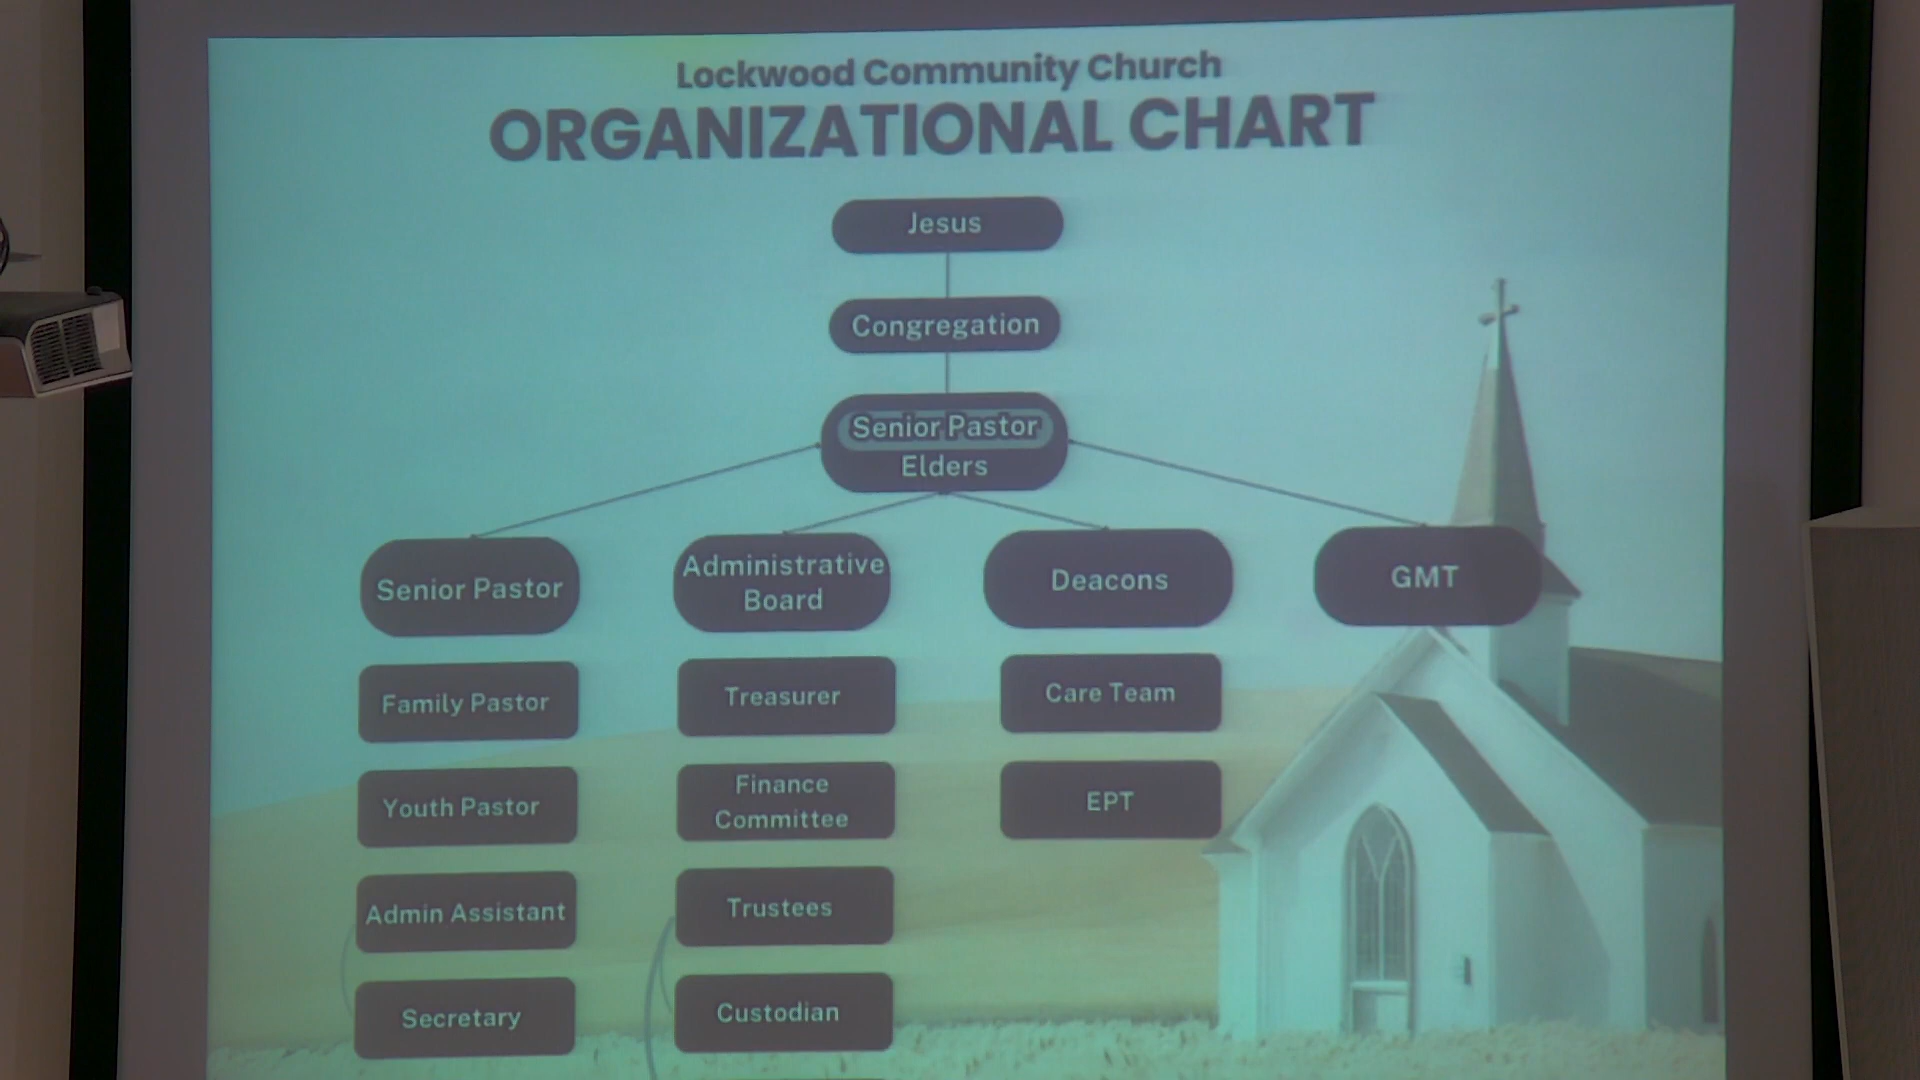 Lockwood Community Church
ORGANIZATIONAL CHART
Jesus
Congregation
Senior Pastor
Elders
Senior Pastor
Administrative
Board
Deacons
GMT
Family Pastor
Treasurer
Care Team
Youth Pastor
Finance
Committee
EPT
Admin Assistant
Trustees
Secretary
Custodian